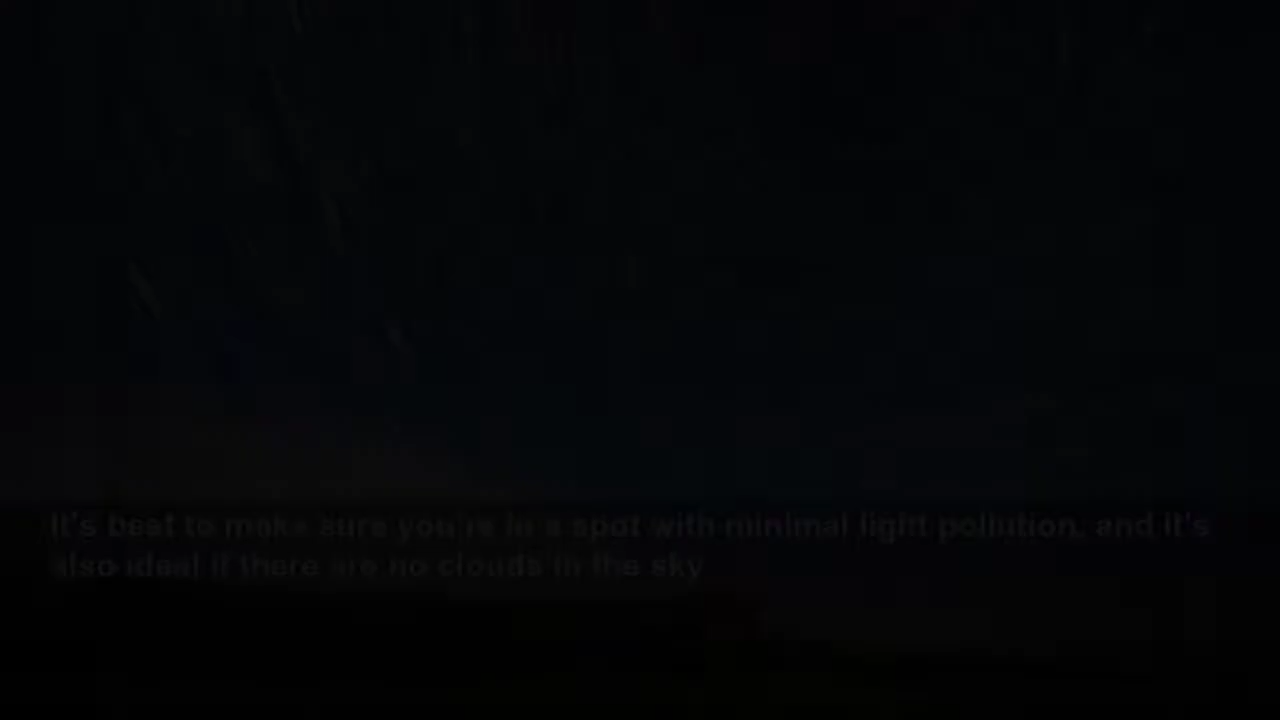 It's best to make sure you're in a spot with minimal light pollution, and it's
also ideal if there are no clouds in the sky